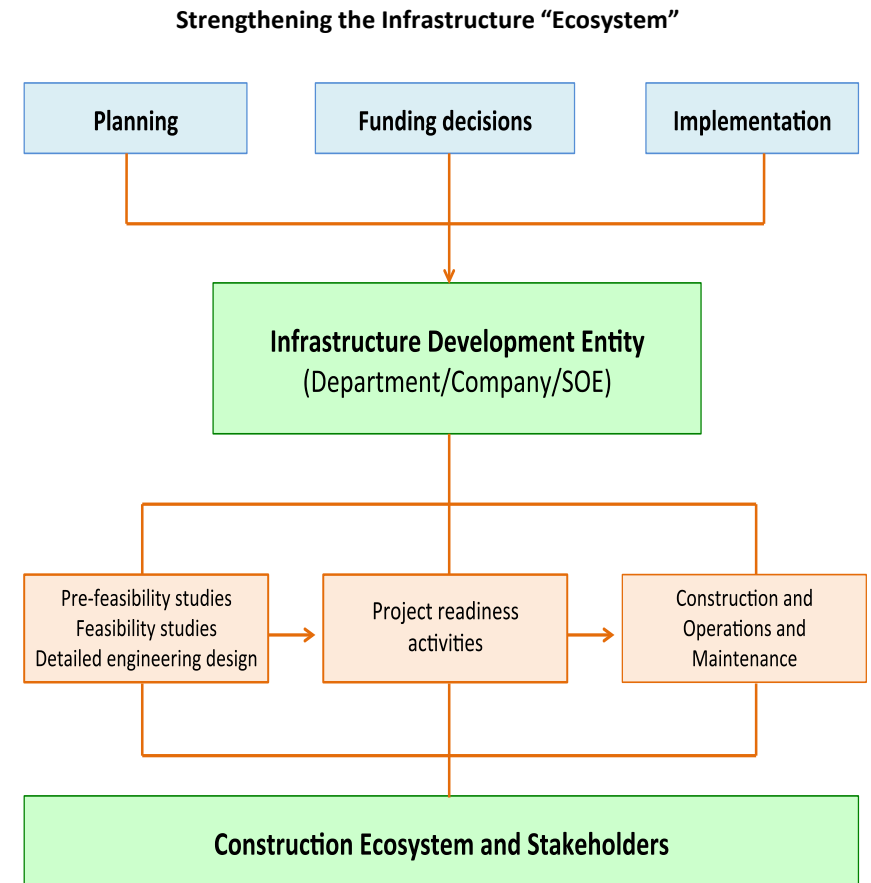 Strengthening the Infrastructure “Ecosystem”
Planning
Funding decisions
Implementation
Infrastructure Development Entity
(Department/Company/SOE)
Pre-feasibility studies
Feasibility studies
Detailed engineering design
Project readiness
activities
Construction and
Operations and
Maintenance
Construction Ecosystem and Stakeholders